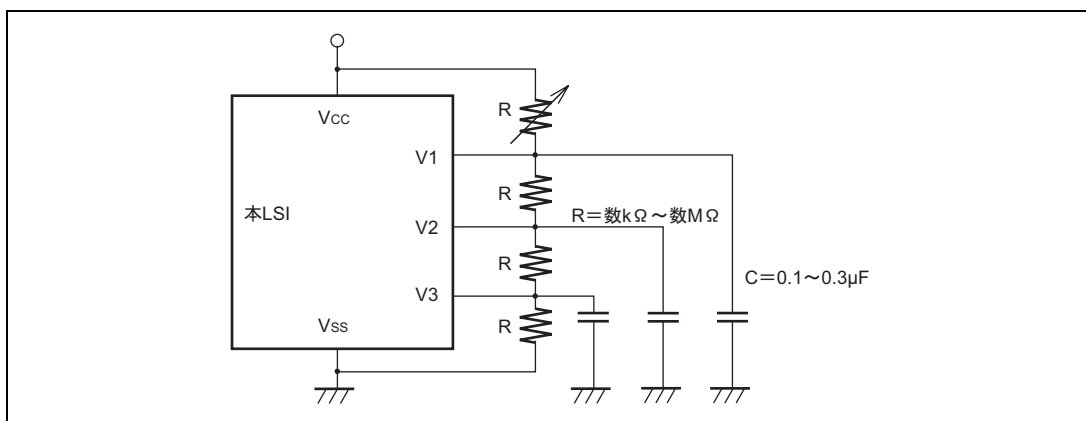 R
VCC
V1
R
本LSI
R=数kΩ~数MΩ
V2
R
C=0.1~0.3µF
V3
VSS
R